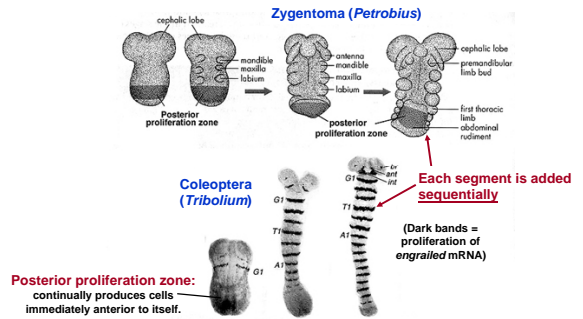 Zygentoma (Petrobius)
cephalic lobe
mandible
maxilla
labium
Posterior
proliferation zone
antenna
mandible
maxilla
labium
posterior
proliferation zone
cephalic lobe
premandibular
limb bud
first thoracic
limb
abdominal
rudiment
Each segment is added
sequentially
Coleoptera
(Tribolium)
G1
G1
T1
A1
ant
int
G1
T1
A1
(Dark bands =
proliferation of
engrailed mRNA)
Posterior proliferation zone:
continually produces cells
immediately anterior to itself.